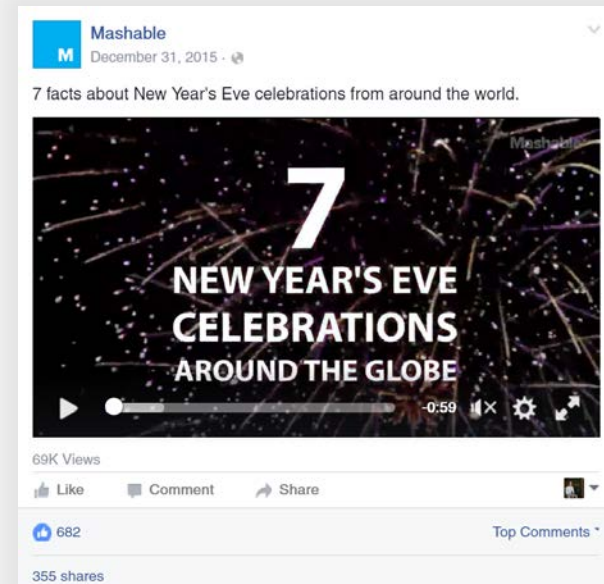 Mashable
M
December 31, 2015 ·
7 facts about New Year's Eve celebrations from around the world.
Mashable
7
NEW YEAR'S EVE
CELEBRATIONS
AROUND THE GLOBE
-0:59
69K Views
Like Comment Share
682 Top Comments
355 shares